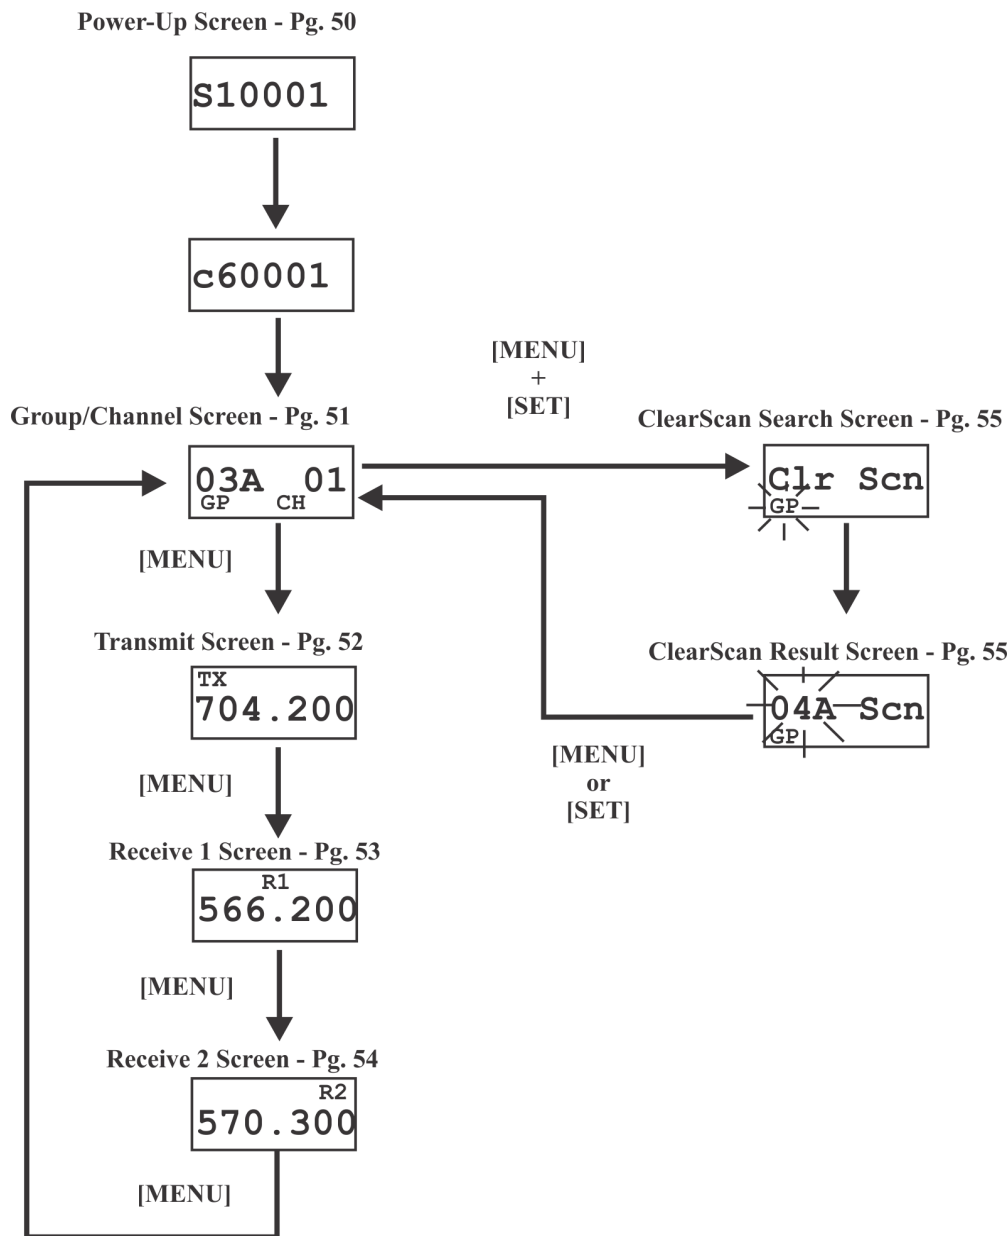 Power-Up Screen - Pg. 50
S10001
c60001
[MENU]
+
[SET]
Group/Channel Screen - Pg. 51
03A 01
GP CH
ClearScan Search Screen - Pg. 55
Clr Scn
GP
[MENU]
Transmit Screen - Pg. 52
TX
704.200
ClearScan Result Screen - Pg. 55
04A Scn
GP
[MENU]
or
[SET]
[MENU]
Receive 1 Screen - Pg. 53
R1
566.200
[MENU]
Receive 2 Screen - Pg. 54
R2
570.300
[MENU]